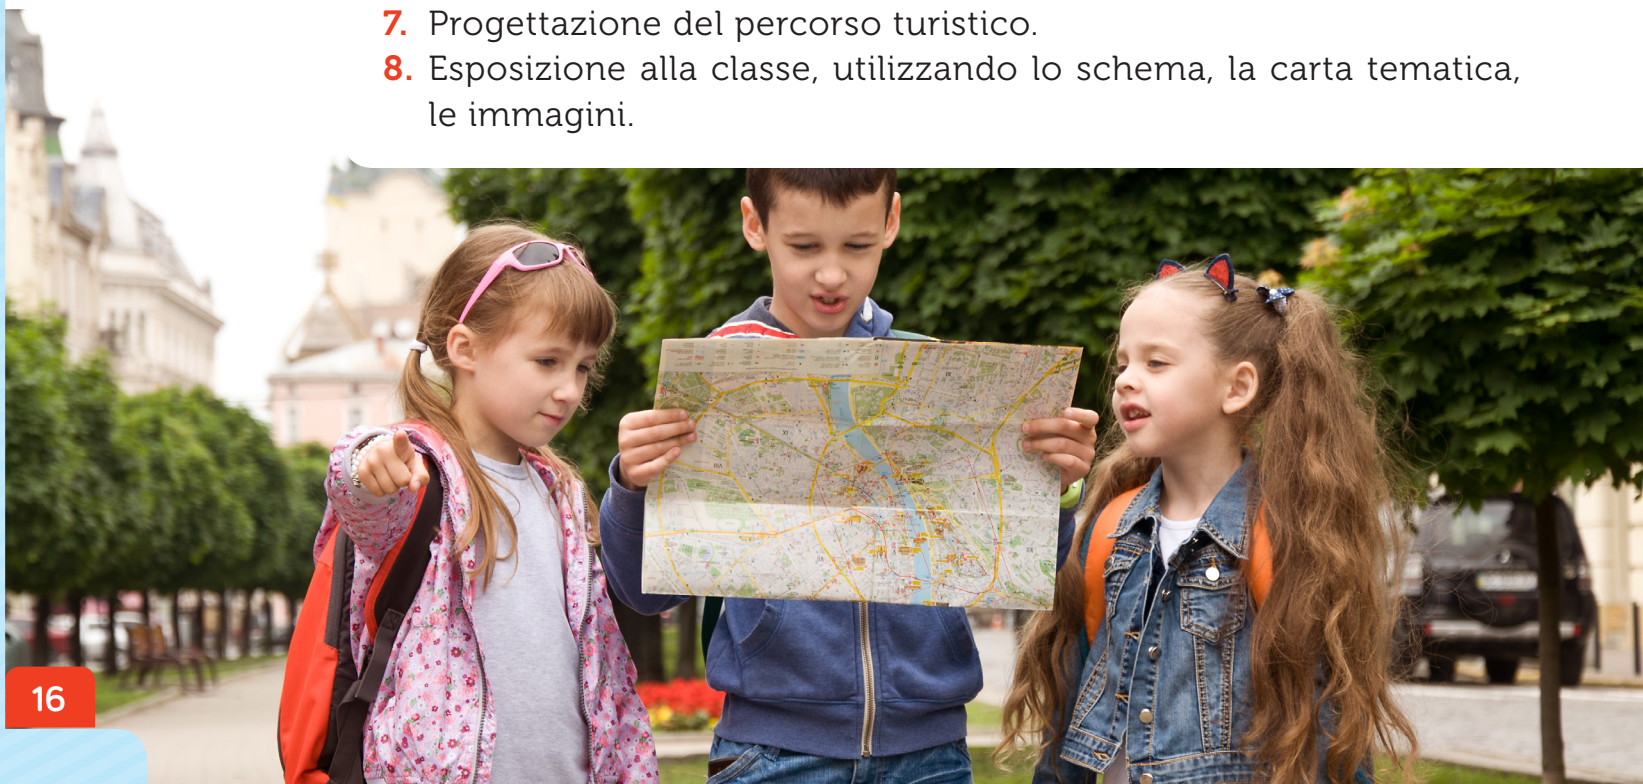 7. Progettazione del percorso turistico.
8. Esposizione alla classe, utilizzando lo schema, la carta tematica,
le immagini.
16